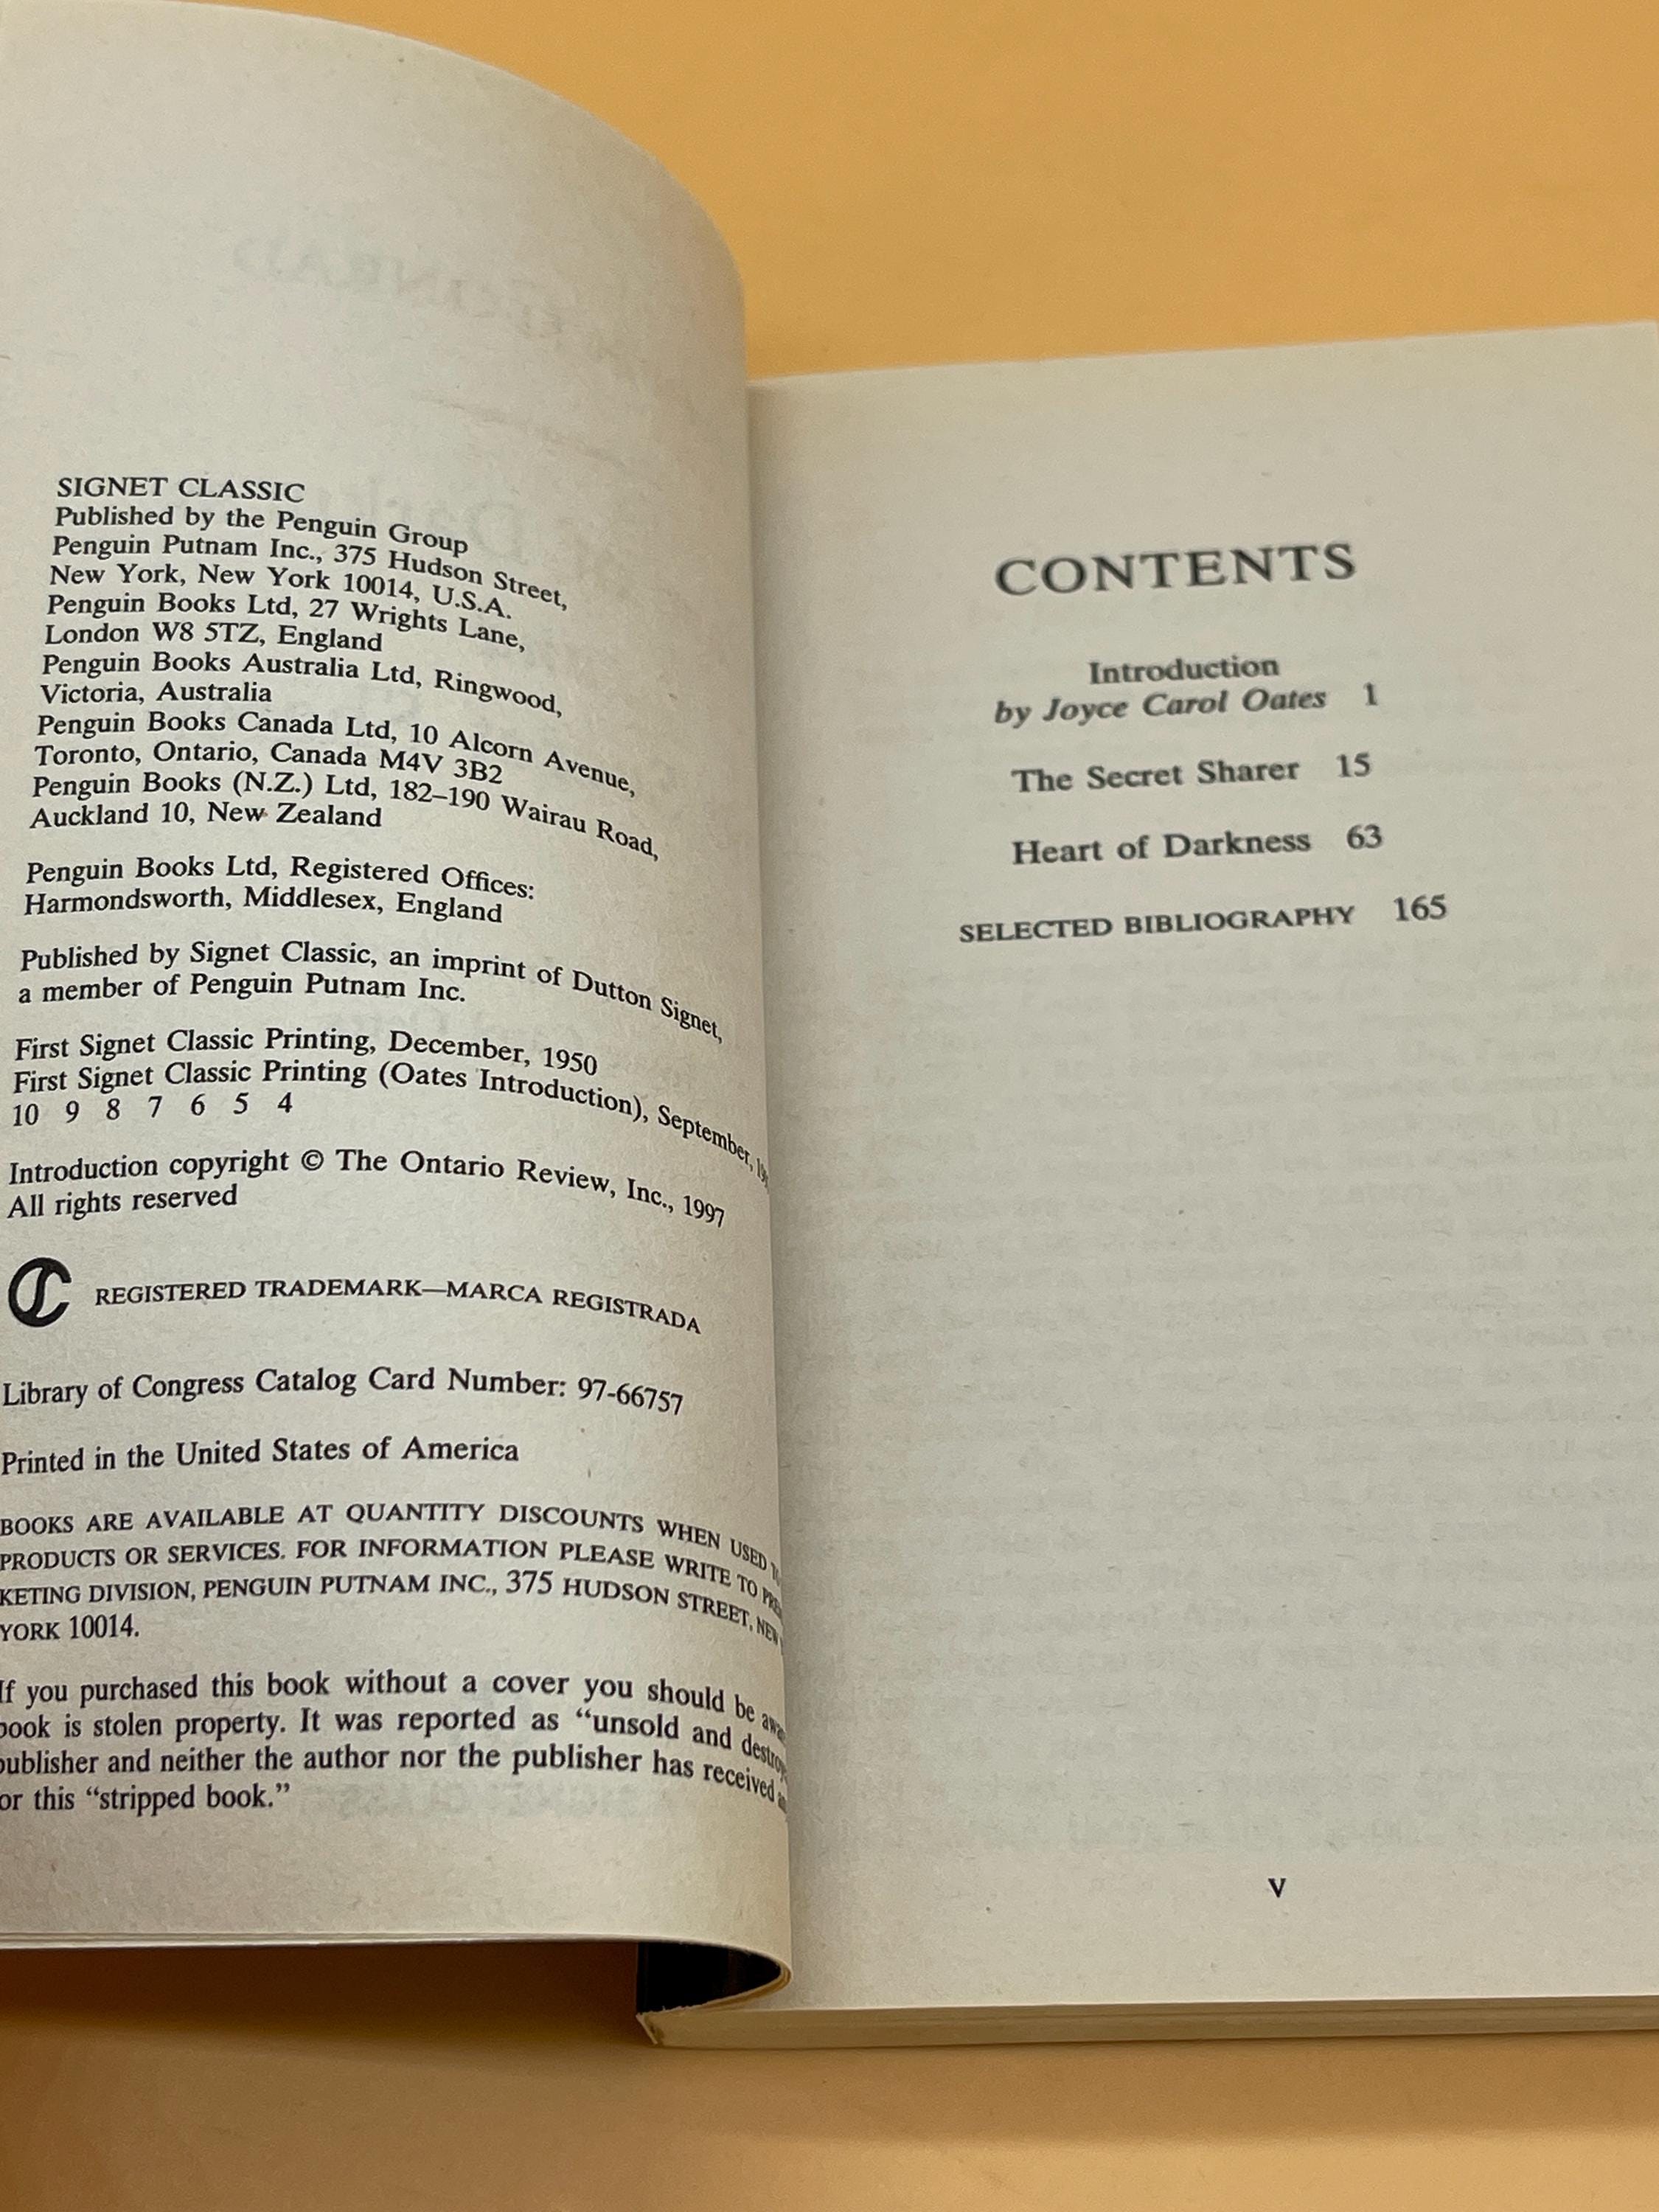 SIGNET CLASSIC
Published by the Penguin Group
Penguin Putnam Inc., 375 Hudson Street,
New York, New York 10014, U.S.A.
Penguin Books Ltd, 27 Wrights Lane,
London W8 5TZ, England
Penguin Books Australia Ltd, Ringwood,
Victoria, Australia
Penguin Books Canada Ltd, 10 Alcorn Avenue,
Toronto, Ontario, Canada M4V 3B2
Penguin Books (N.Z.) Ltd, 182–190 Wairau Road,
Auckland 10, New Zealand
Penguin Books Ltd, Registered Offices:
Harmondsworth, Middlesex, England
Published by Signet Classic, an imprint of Dutton Signet,
a member of Penguin Putnam Inc.
First Signet Classic Printing, December, 1950
First Signet Classic Printing (Oates Introduction), September,
10 9 8 7 6 5 4
Introduction copyright © The Ontario Review, Inc., 1997
All rights reserved
REGISTERED TRADEMARK—MARCA REGISTRADA
Library of Congress Catalog Card Number: 97-66757
Printed in the United States of America
BOOKS ARE AVAILABLE AT QUANTITY DISCOUNTS WHEN USED
PRODUCTS OR SERVICES. FOR INFORMATION PLEASE WRITE TO
KETING DIVISION, PENGUIN PUTNAM INC., 375 HUDSON STREET, NEW
YORK 10014.
If you purchased this book without a cover you should be
book is stolen property. It was reported as “unsold and
publisher and neither the author nor the publisher has received
or this “stripped book.”
CONTENTS
Introduction
by Joyce Carol Oates 1
The Secret Sharer 15
Heart of Darkness 63
SELECTED BIBLIOGRAPHY 165
v